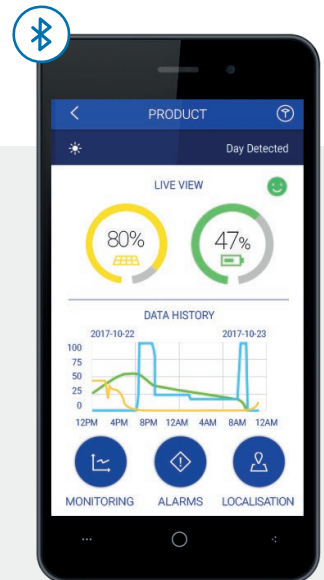 PRODUCT
Day Detected
LIVE VIEW
80%
47%
DATA HISTORY
2017-10-22 2017-10-23
100
75
50
25
0
12PM 4PM 8PM 12AM 4AM 8AM 12AM
MONITORING ALARMS LOCALISATION